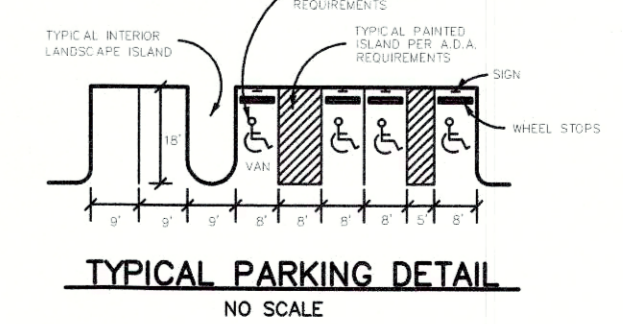 REQUIREMENTS
TYPICAL INTERIOR
LANDSCAPE ISLAND
TYPICAL PAINTED
ISLAND PER A.D.A.
REQUIREMENTS
SIGN
WHEEL STOPS
18'
VAN
9' 9' 9' 8' 8' 8' 8' 5' 8'
TYPICAL PARKING DETAIL
NO SCALE